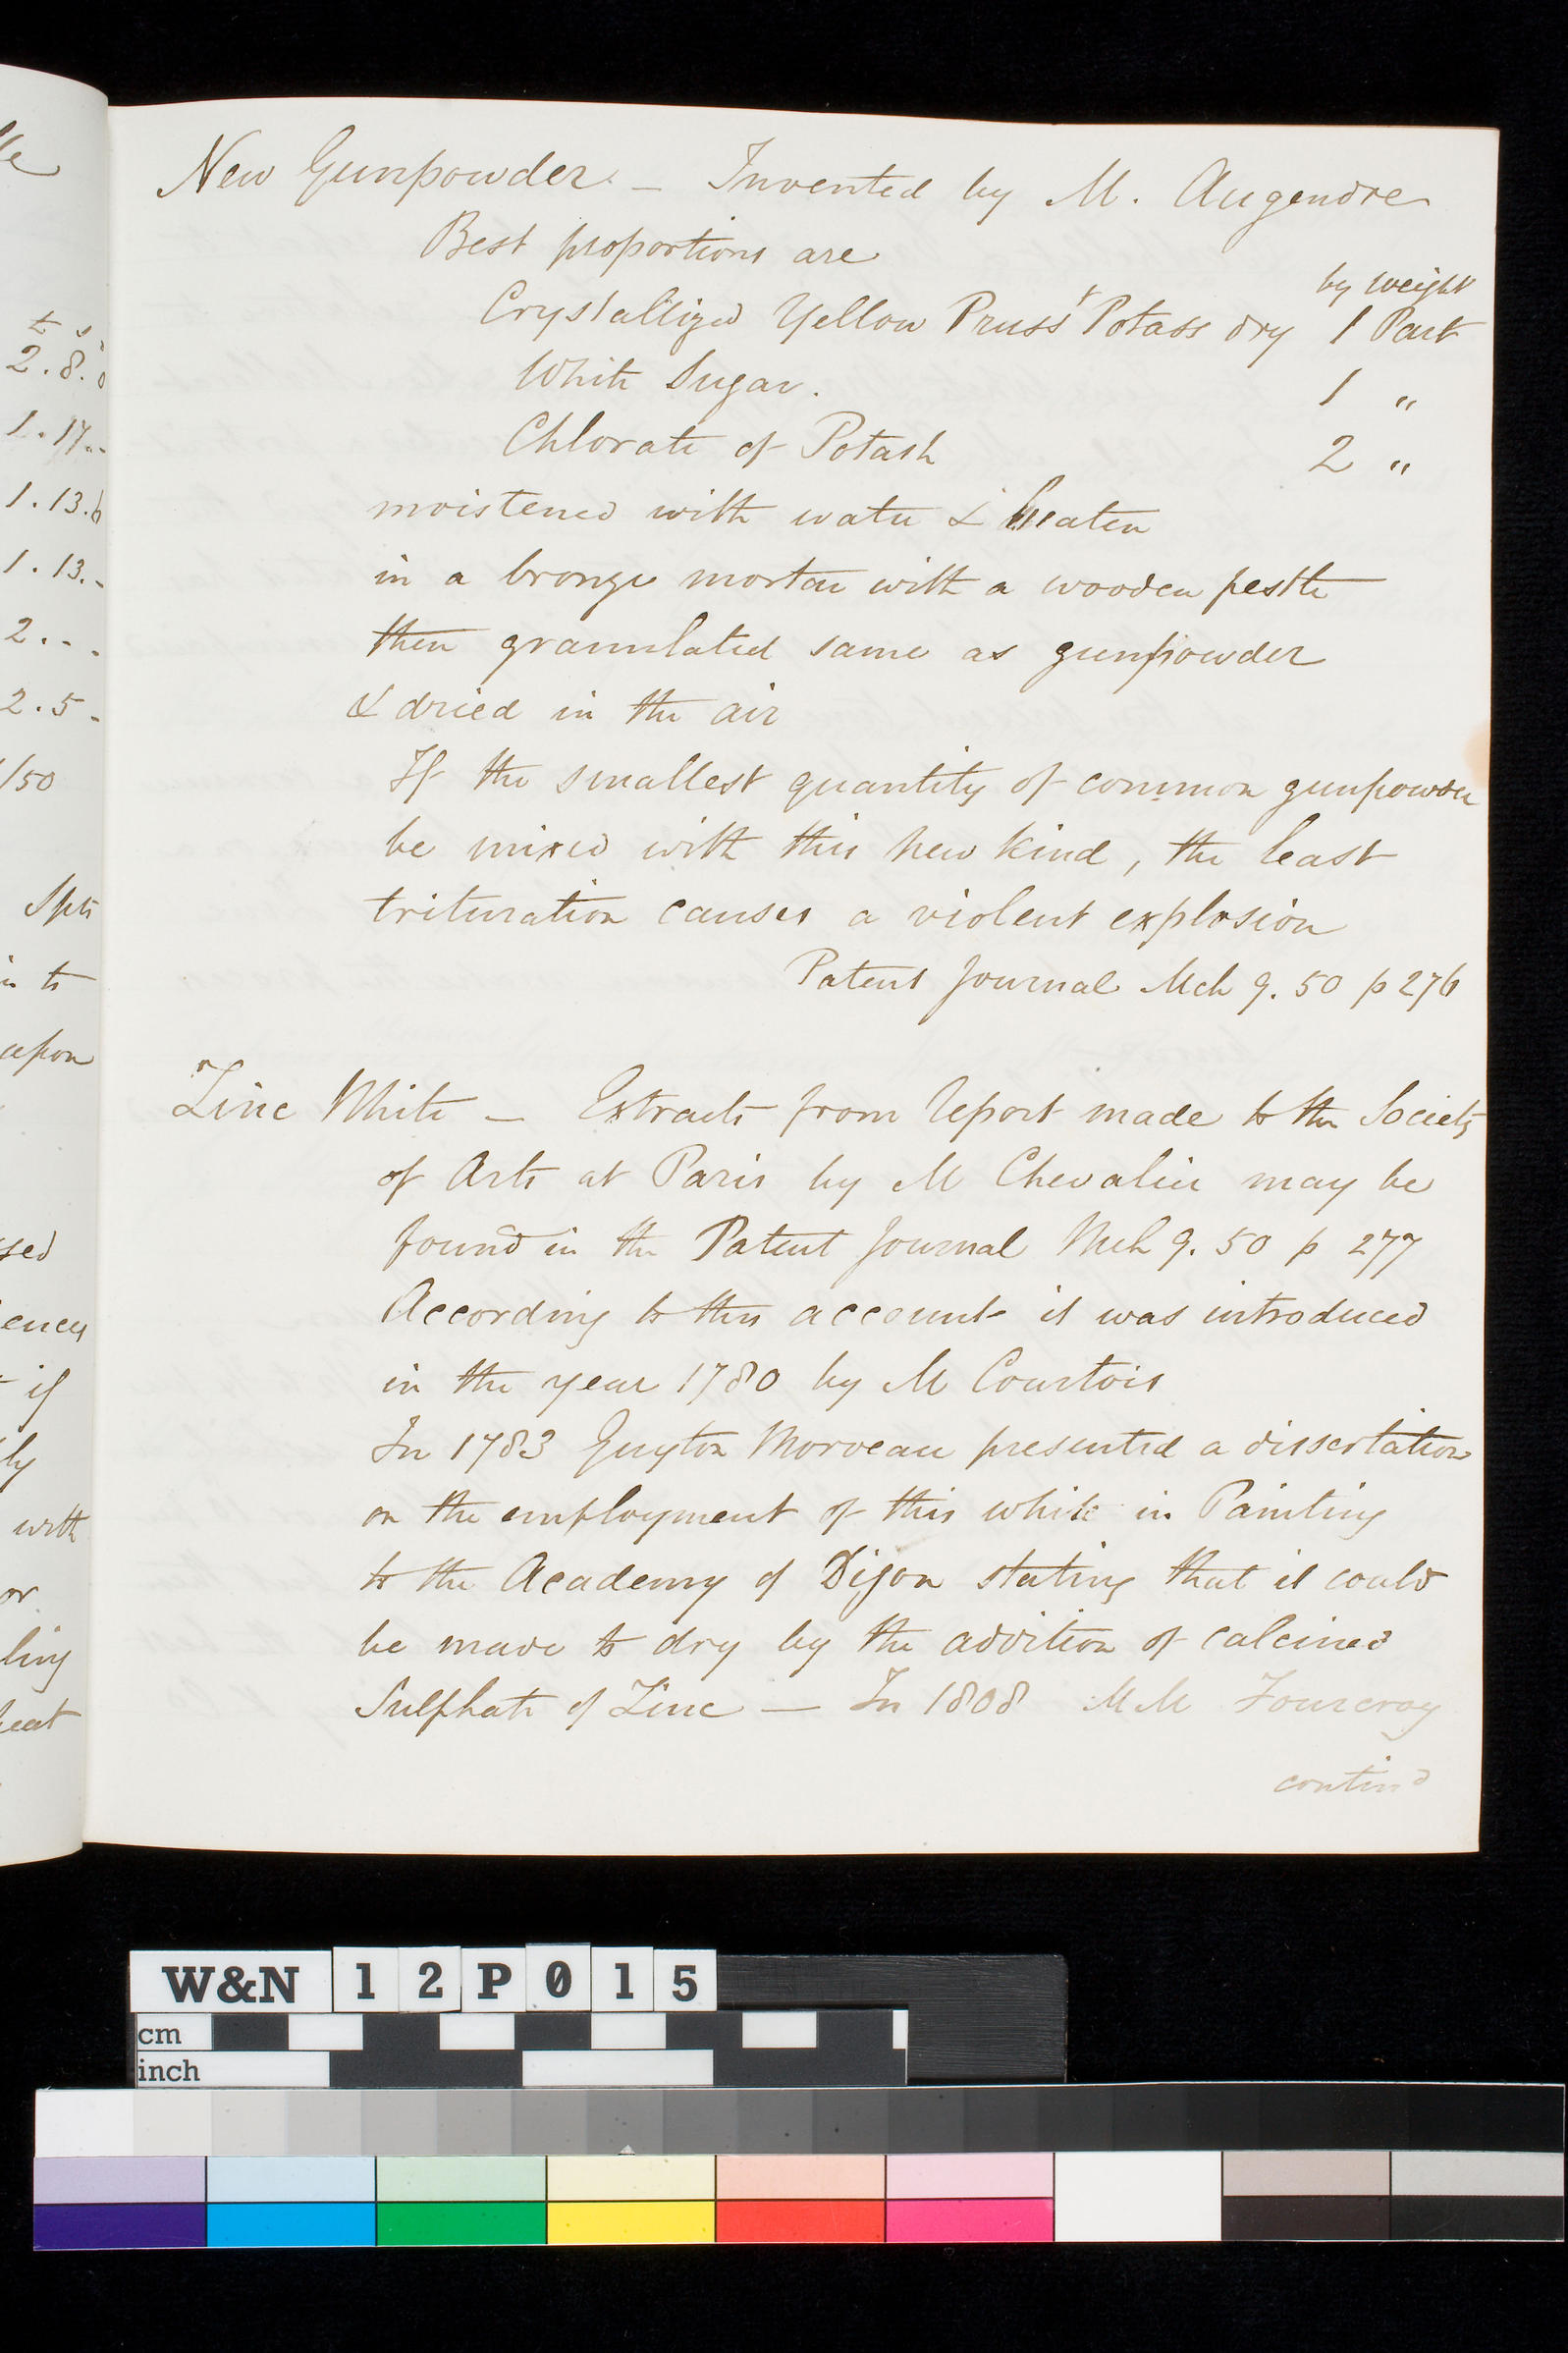 New Gunpowder. — Invented by M. Augendre
Best proportions are
by weight
Crystallized Yellow Pruss.t Potass dry 1 Part
White Sugar. 1 "
Chlorate of Potash 2 "
moistened with water & beaten
in a bronze mortar with a wooden pestle
then granulated same as gunpowder
& dried in the air
If the smallest quantity of common gunpowder
be mixed with this new kind, the least
trituration causes a violent explosion
Patent Journal Mch 9. 50 p 276
Zinc White — Extracts from report made to the Society
of Arts at Paris by M Chevalier may be
found in the Patent Journal Mch 9. 50 p 277
According to this account it was introduced
in the year 1780 by M Courtois
In 1783 Guyton Morveau presented a dissertation
on the employment of this white in Painting
to the Academy of Dijon stating that it could
be made to dry by the addition of calcined
Sulphate of Zinc — In 1808 MM Fourcroy
contind
2.8.0
1.17.-
1.13.6
1.13.-
2.-.
2.5-
/50
Spts
to
upon
sed
ences
if
ly
with
or
ling
heat
W&N 12P015
cm
inch